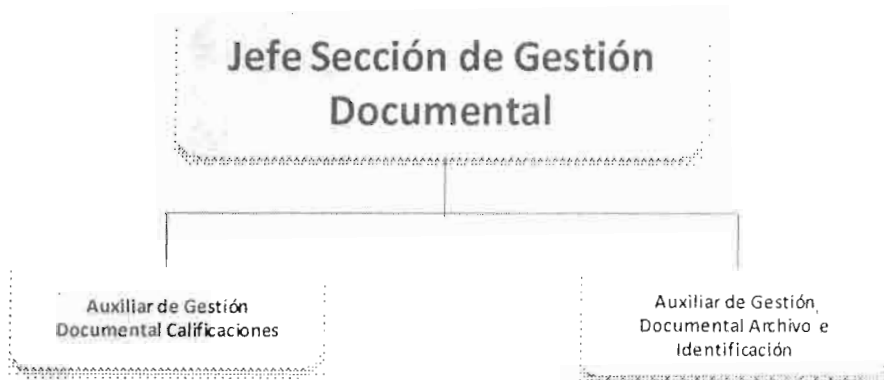 Jefe Sección de Gestión
Documental
Auxiliar de Gestión
Documental Calificaciones
Auxiliar de Gestión
Documental Archivo e
Identificación